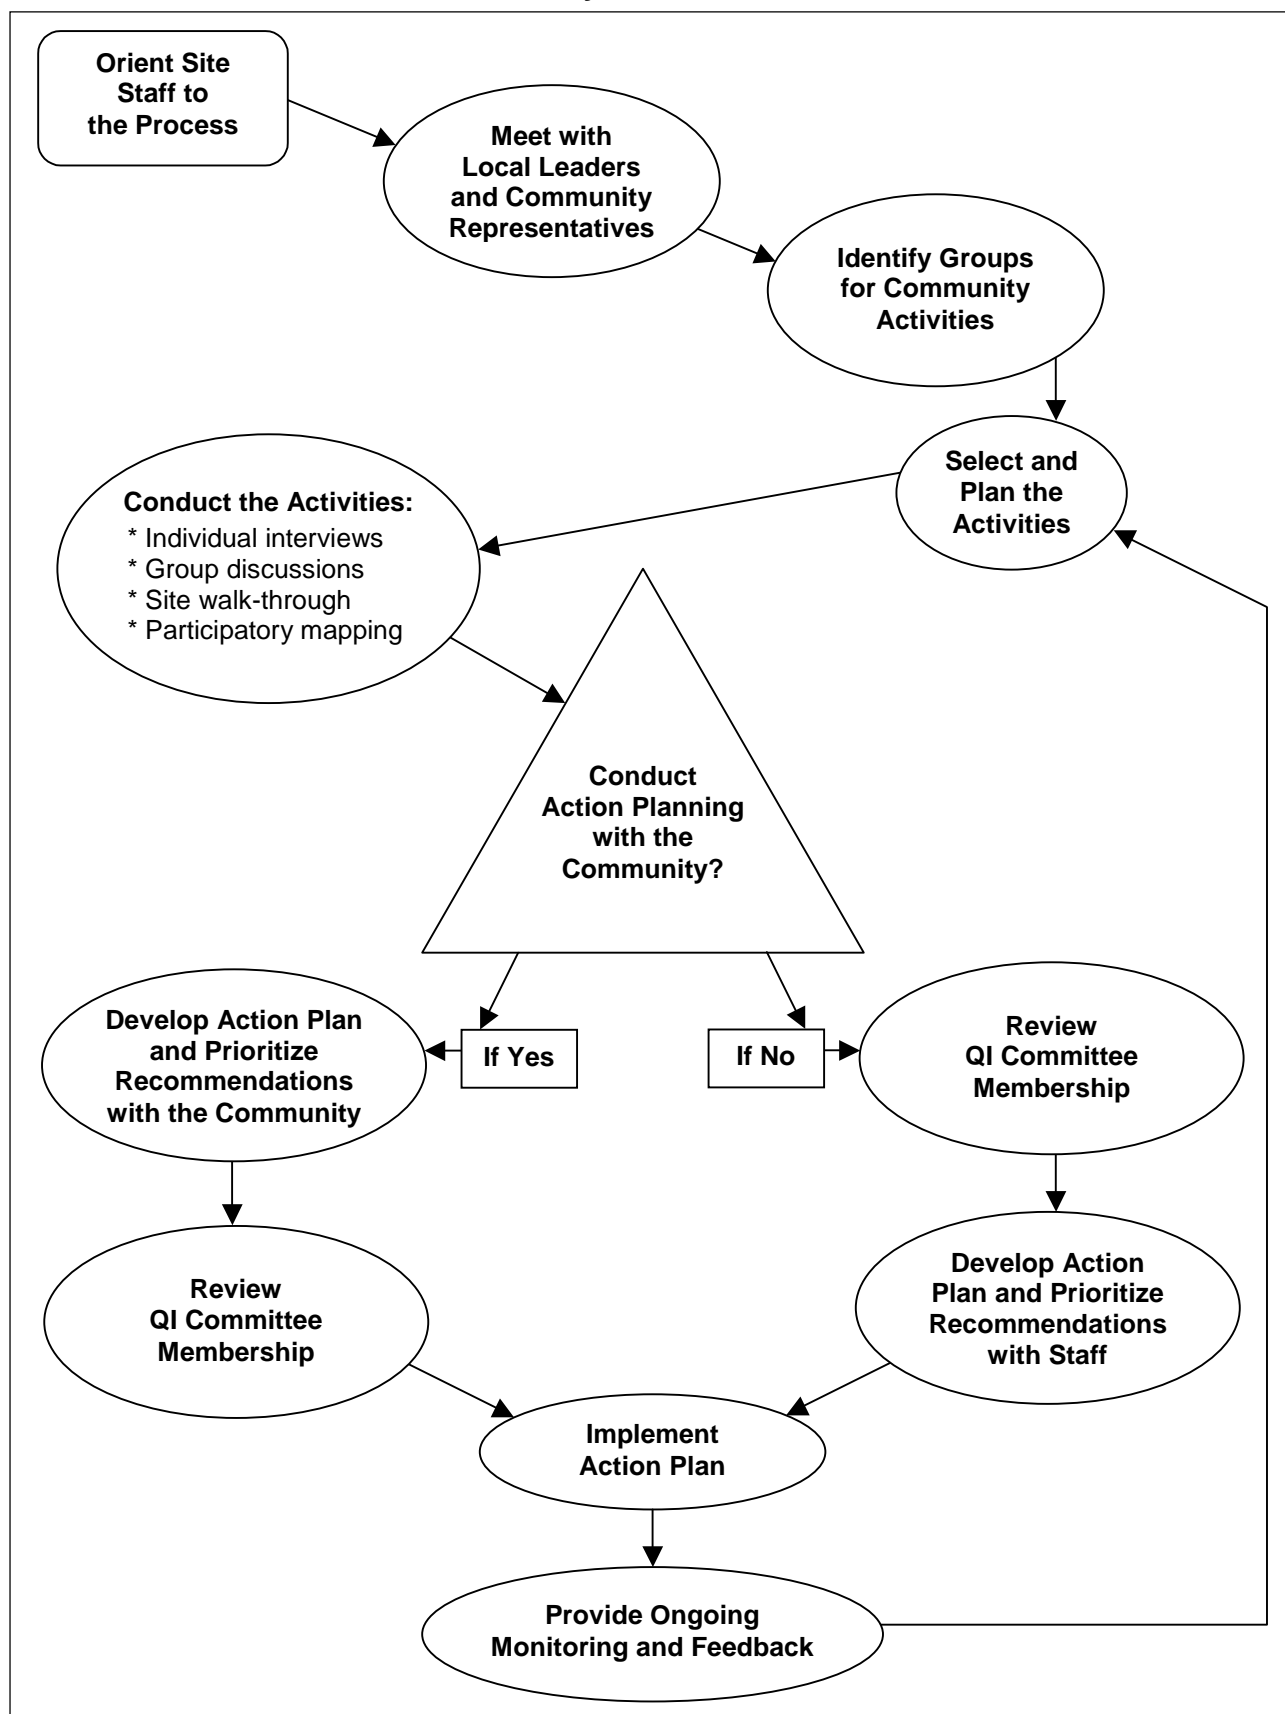 Orient Site
Staff to
the Process
Meet with
Local Leaders
and Community
Representatives
Identify Groups
for Community
Activities
Select and
Plan the
Activities
Conduct the Activities:
* Individual interviews
* Group discussions
* Site walk-through
* Participatory mapping
Conduct
Action Planning
with the
Community?
If Yes
If No
Develop Action Plan
and Prioritize
Recommendations
with the Community
Review
QI Committee
Membership
Review
QI Committee
Membership
Develop Action
Plan and Prioritize
Recommendations
with Staff
Implement
Action Plan
Provide Ongoing
Monitoring and Feedback